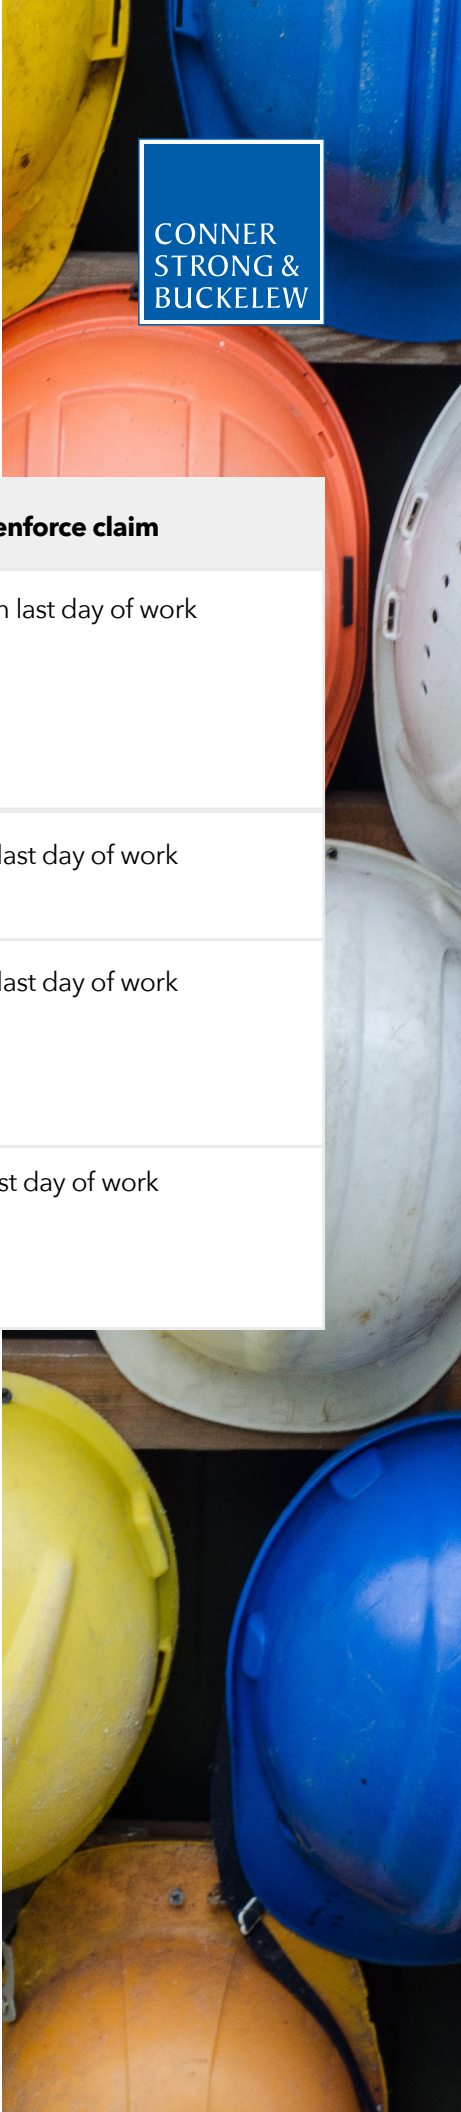 CONNER
STRONG &
BUCKELEW
enforce claim
last day of work
last day of work
last day of work
day of work